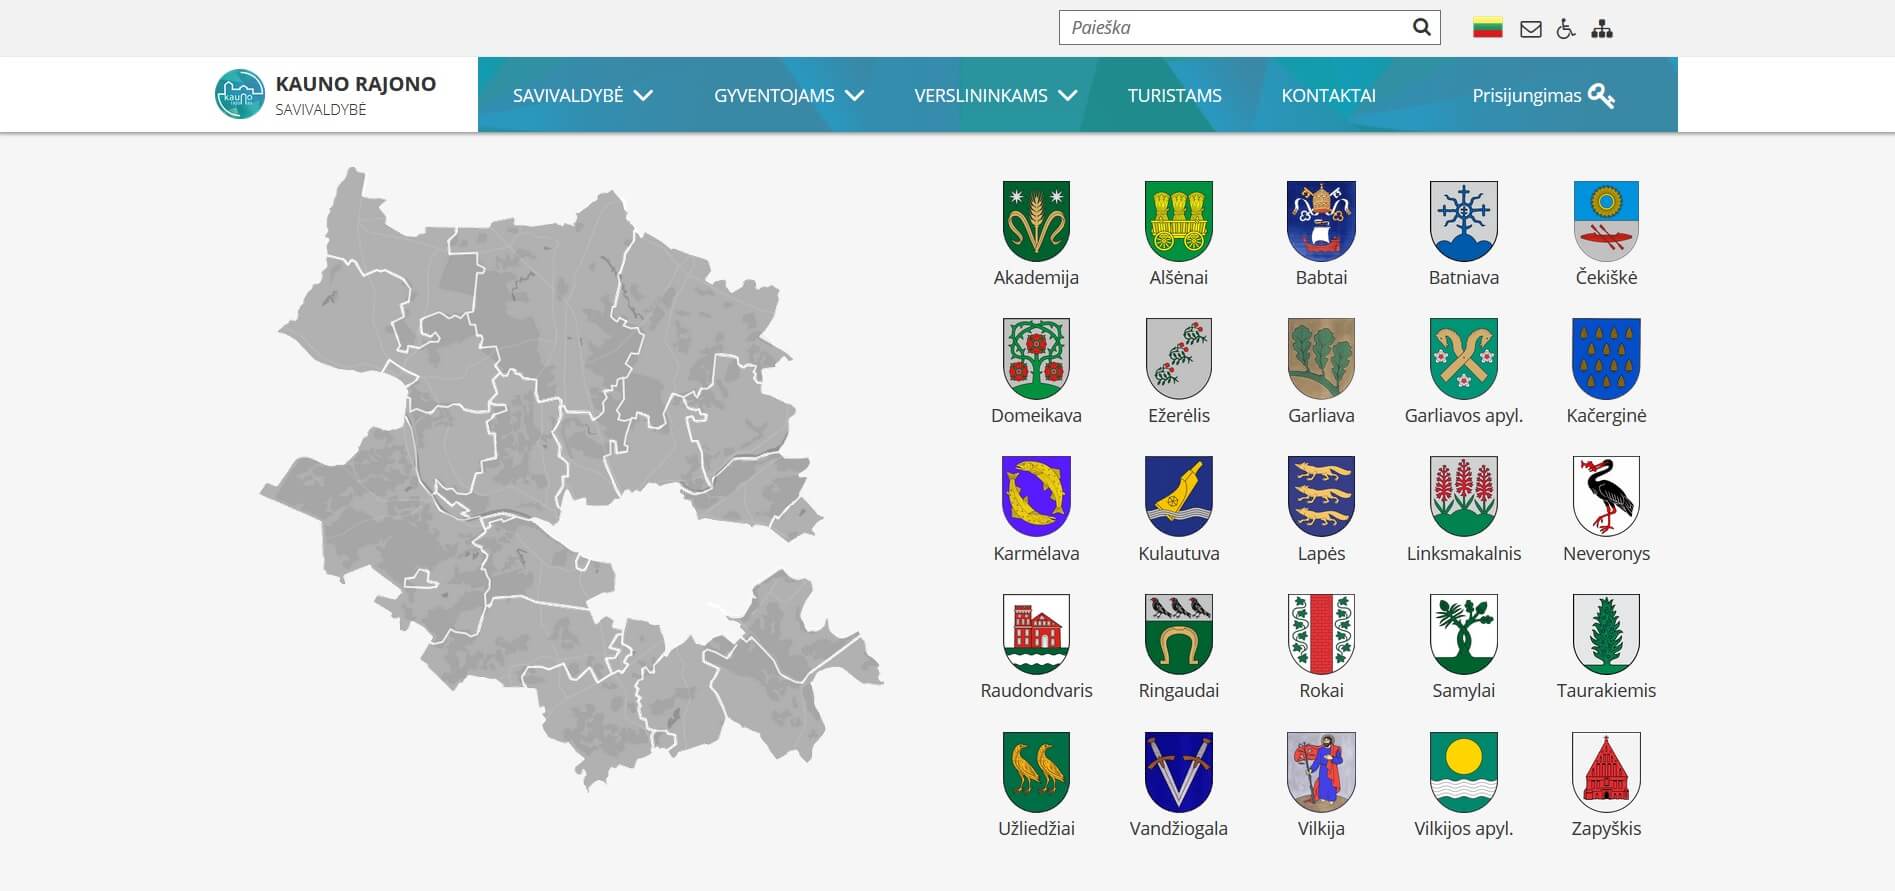 Paieška
kauno
KAUNO RAJONO
SAVIVALDYBĖ
SAVIVALDYBĖ
GYVENTOJAMS
VERSLININKAMS
TURISTAMS
KONTAKTAI
Prisijungimas
Akademija
Alšėnai
Babtai
Batniava
Čekiškė
Domeikava
Ežerėlis
Garliava
Garliavos apyl.
Kačerginė
Karmėlava
Kulautuva
Lapės
Linksmakalnis
Neveronys
Raudondvaris
Ringaudai
Rokai
Samylai
Taurakiemis
Užliedžiai
Vandžiogala
Vilkija
Vilkijos apyl.
Zapyškis